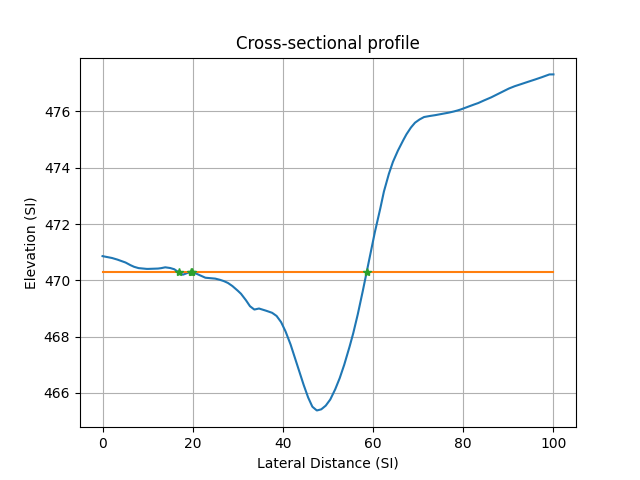 Cross-sectional profile
Elevation (SI)
476
474
472
470
468
466
0 20 40 60 80 100
Lateral Distance (SI)